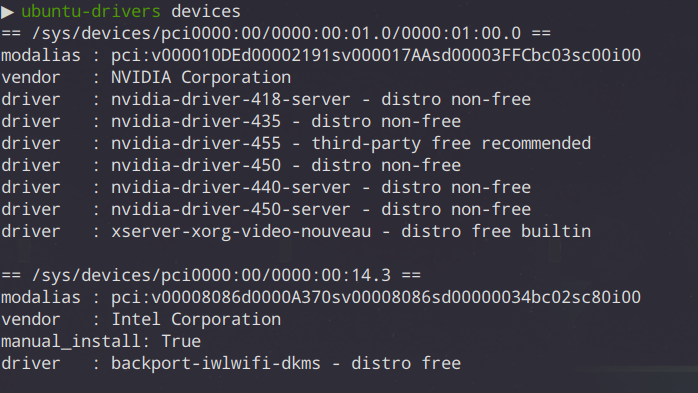 ▶ ubuntu-drivers devices
== /sys/devices/pci0000:00/0000:00:01.0/0000:01:00.0 ==
modalias : pci:v000010DEd00002191sv000017AAsd00003FFCbc03sc00i00
vendor   : NVIDIA Corporation
driver   : nvidia-driver-418-server - distro non-free
driver   : nvidia-driver-435 - distro non-free
driver   : nvidia-driver-455 - third-party free recommended
driver   : nvidia-driver-450 - distro non-free
driver   : nvidia-driver-440-server - distro non-free
driver   : nvidia-driver-450-server - distro non-free
driver   : xserver-xorg-video-nouveau - distro free builtin

== /sys/devices/pci0000:00/0000:00:14.3 ==
modalias : pci:v00008086d0000A370sv00008086sd00000034bc02sc80i00
vendor   : Intel Corporation
manual_install: True
driver   : backport-iwlwifi-dkms - distro free